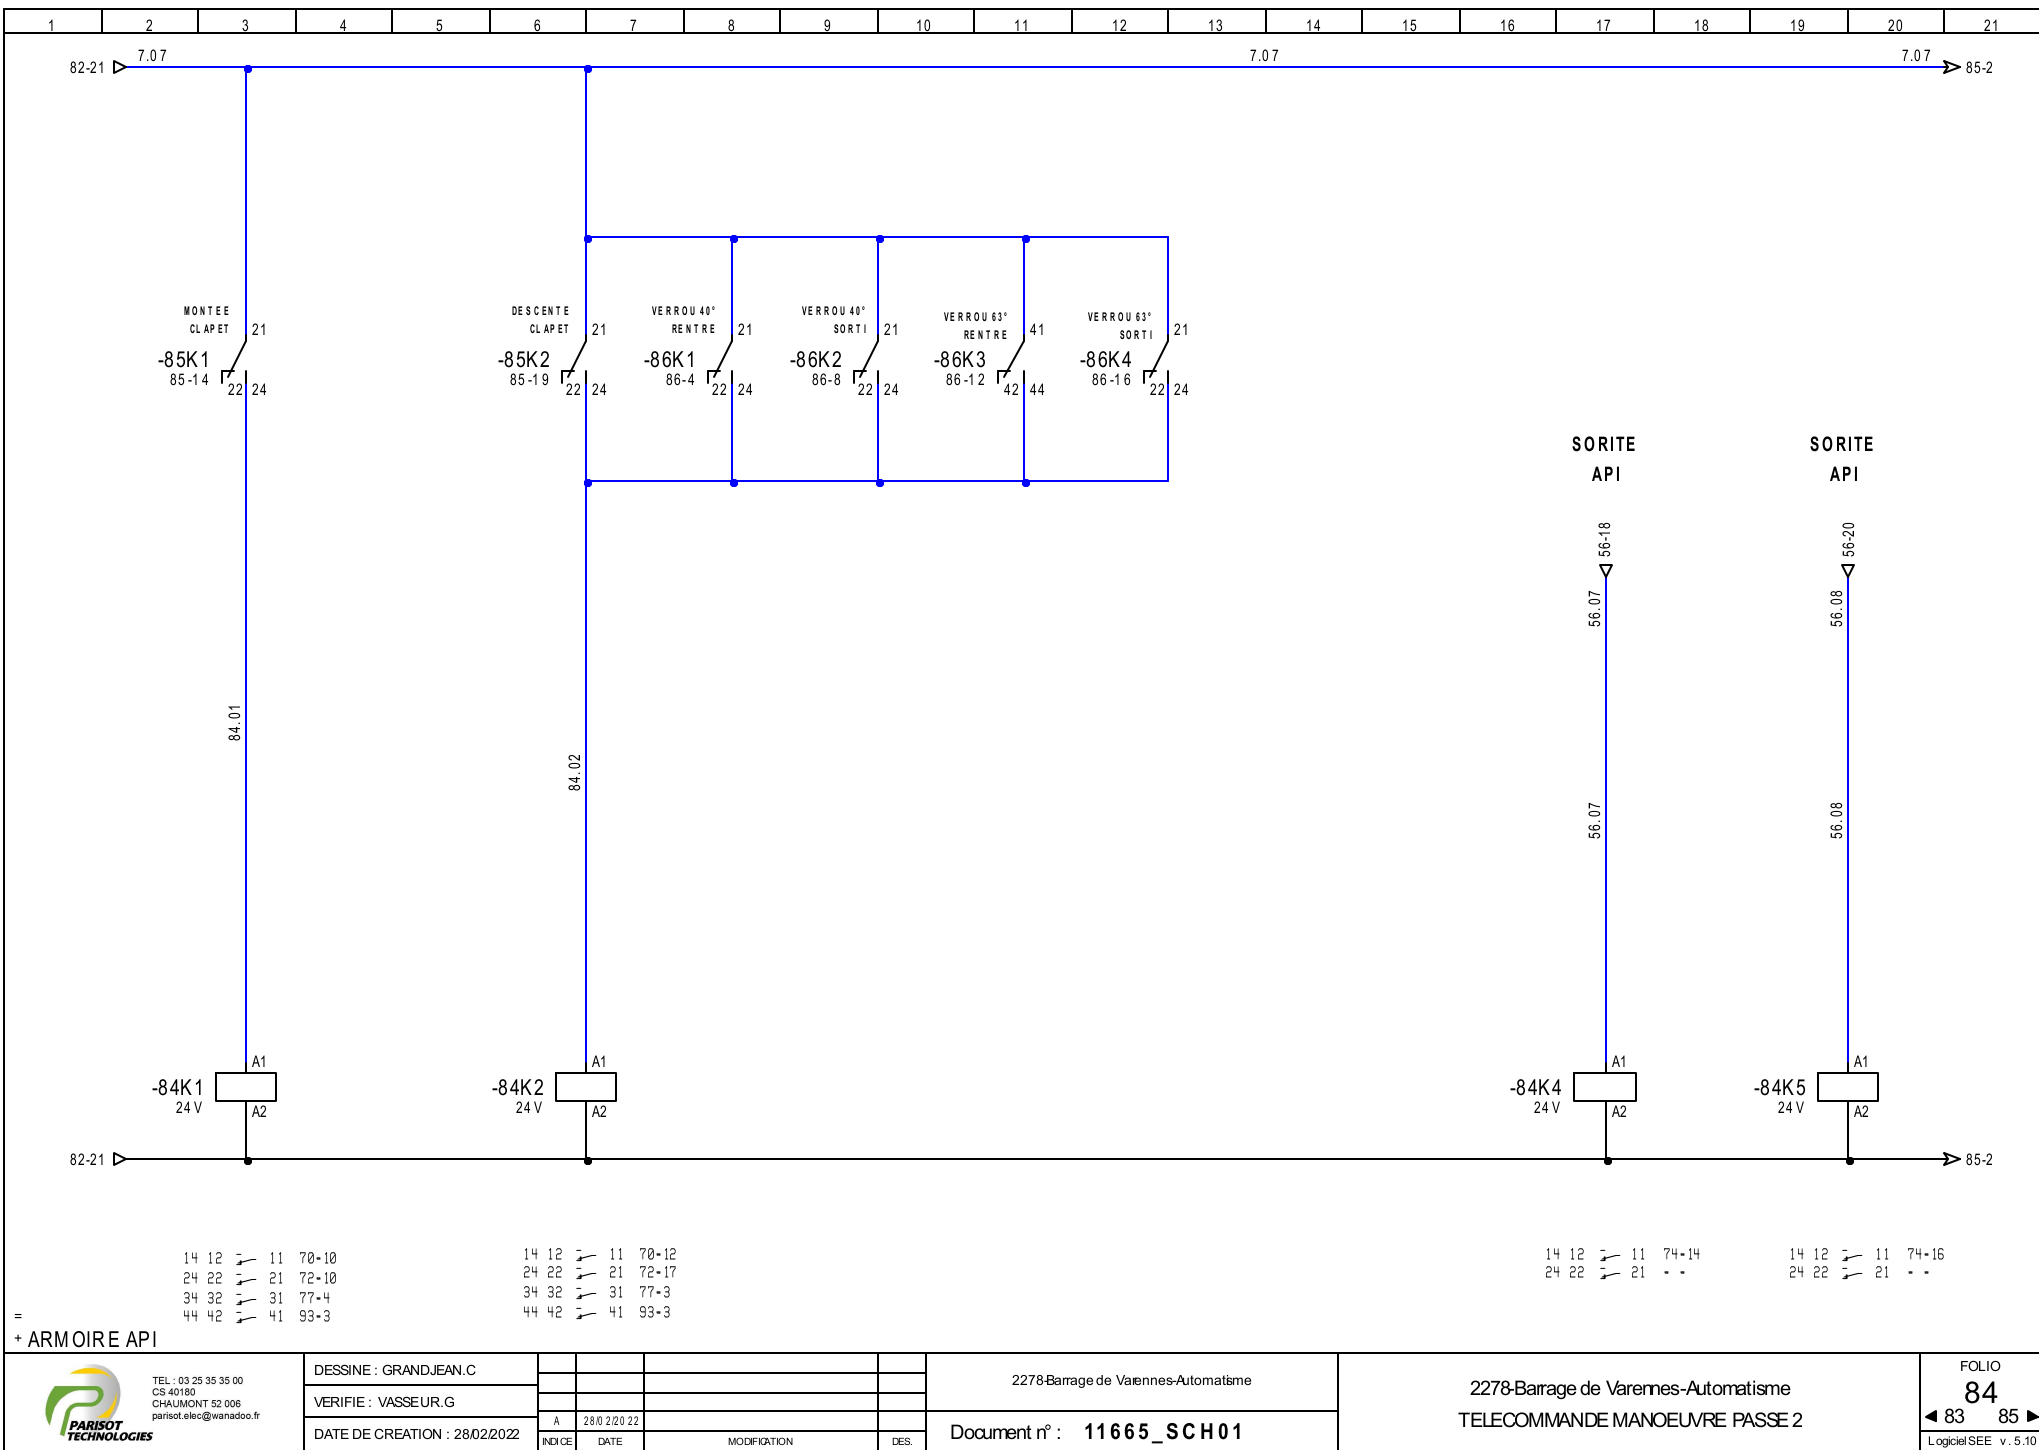 1 2 3 4 5 6 7 8 9 10 11 12 13 14 15 16 17 18 19 20 21
82-21 7.07 7.07 7.07 85-2
MONTEE
CLAPET 21
-85K1
85-14
22 24
DESCENTE
CLAPET 21
-85K2
85-19
22 24
VERROU 40°
RENTRE 21
-86K1
86-4
22 24
VERROU 40°
SORTI 21
-86K2
86-8
22 24
VERROU 63°
RENTRE 41
-86K3
86-12
42 44
VERROU 63°
SORTI 21
-86K4
86-16
22 24
SORITE
API
56-18
56.07
56.07
SORITE
API
56-20
56.08
56.08
84.01
84.02
A1
-84K1
24V
A2
A1
-84K2
24V
A2
A1
-84K4
24V
A2
A1
-84K5
24V
A2
82-21 85-2
14 12 11 70-10
24 22 21 72-10
34 32 31 77-4
44 42 41 93-3
14 12 11 70-12
24 22 21 72-17
34 32 31 77-3
44 42 41 93-3
14 12 11 74-14
24 22 21 - -
14 12 11 74-16
24 22 21 - -
=
+ ARMOIRE API
PARISOT
TECHNOLOGIES
TEL : 03 25 35 35 00
CS 40180
CHAUMONT 52 006
parisot.elec@wanadoo.fr
DESSINE : GRANDJEAN.C
VERIFIE : VASSEUR.G
DATE DE CREATION : 28/02/2022
A 28/02/2022
INDICE DATE MODIFICATION DES.
2278-Barrage de Varennes-Automatisme
Document n° : 11665_SCH01
2278-Barrage de Varennes-Automatisme
TELECOMMANDE MANOEUVRE PASSE 2
FOLIO
84
◄ 83 85 ►
Logiciel SEE v. 5.10